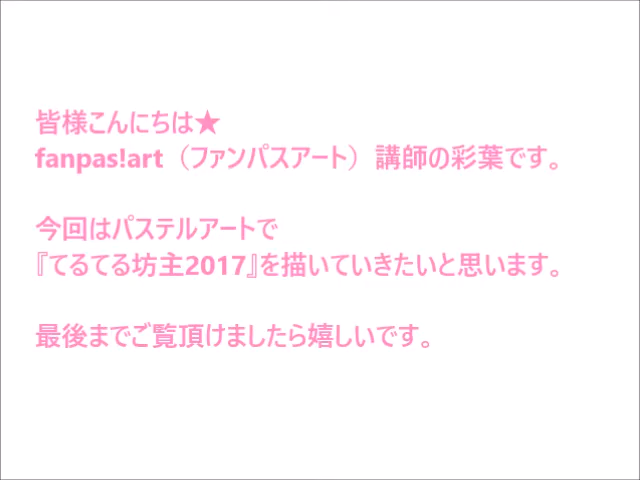 皆様こんにちは★
fanpas!art（ファンパスアート）講師の彩葉です。
今回はパステルアートで
『てるてる坊主2017』を描いていきたいと思います。
最後までご覧頂けましたら嬉しいです。